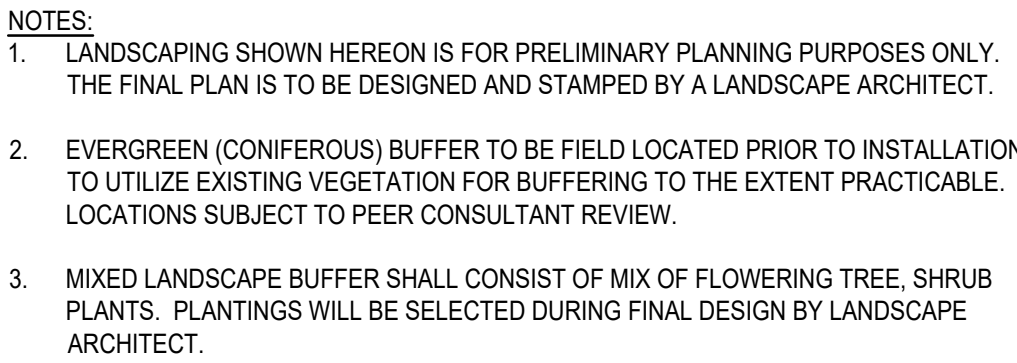 NOTES:
1. LANDSCAPING SHOWN HEREON IS FOR PRELIMINARY PLANNING PURPOSES ONLY.
THE FINAL PLAN IS TO BE DESIGNED AND STAMPED BY A LANDSCAPE ARCHITECT.
2. EVERGREEN (CONIFEROUS) BUFFER TO BE FIELD LOCATED PRIOR TO INSTALLATION
TO UTILIZE EXISTING VEGETATION FOR BUFFERING TO THE EXTENT PRACTICABLE.
LOCATIONS SUBJECT TO PEER CONSULTANT REVIEW.
3. MIXED LANDSCAPE BUFFER SHALL CONSIST OF MIX OF FLOWERING TREE, SHRUB
PLANTS. PLANTINGS WILL BE SELECTED DURING FINAL DESIGN BY LANDSCAPE
ARCHITECT.